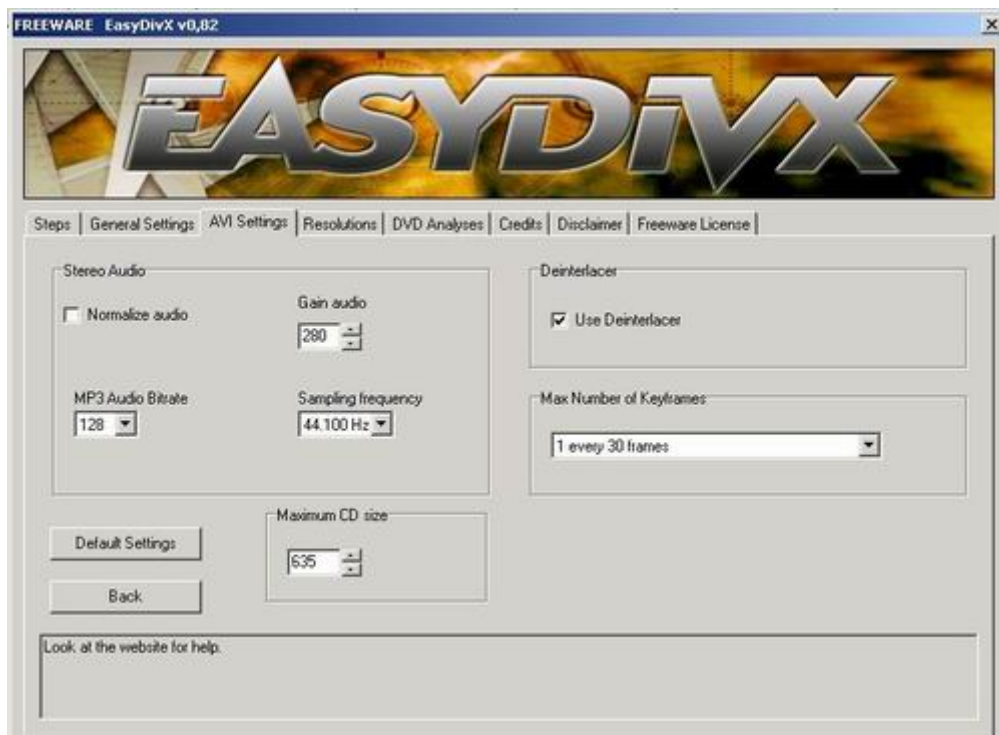 FREEWARE EasyDivX v0,82
EASYDiVX
Steps General Settings AVI Settings Resolutions DVD Analyses Credits Disclaimer Freeware License
Stereo Audio
Normalize audio
Gain audio
280
MP3 Audio Bitrate
128
Sampling frequency
44.100 Hz
Deinterlacer
Use Deinterlacer
Max Number of Keyframes
1 every 30 frames
Default Settings
Back
Maximum CD size
635
Look at the website for help.